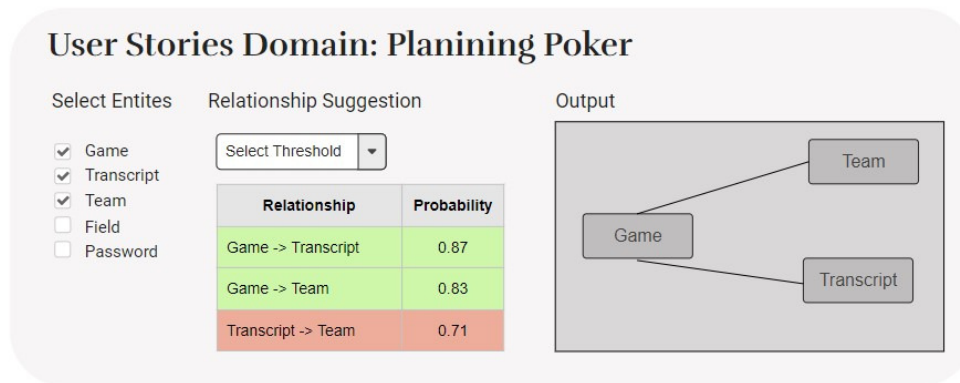 User Stories Domain: Planining Poker
Select Entites
Game
Transcript
Team
Field
Password
Relationship Suggestion
Select Threshold
Relationship Probability
Game -> Transcript 0.87
Game -> Team 0.83
Transcript -> Team 0.71
Output
Team
Game
Transcript